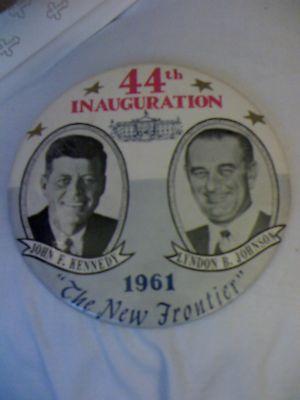 44th
INAUGURATION
JOHN F. KENNEDY
LYNDON B. JOHNSON
1961
"The New Frontier"